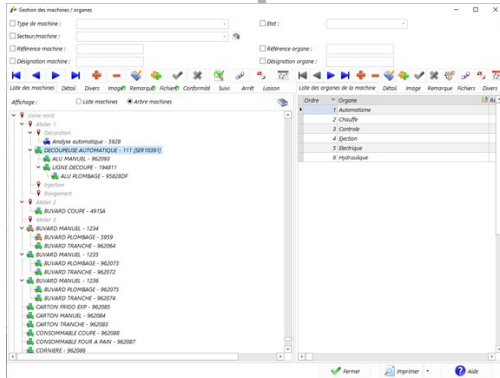 Gestion des machines / organes
Type de machine :
Etat :
Secteur/machine :
Référence machine :
Référence organe :
Désignation machine :
Désignation organe :
Liste des machines Détail Divers Image Remarque Fichiers Conformité Suivi Arrêt Liaison
Liste des organes de la machine Détail Image Remarque Fichiers Divers
Affichage : Liste machines Arbre machines
Ordre Organe
1 Automatisme
2 Chauffe
3 Controle
4 Ejection
5 Electrique
6 Hydraulique
Usine nord
Atelier 1
Décoration
Analyse automatique - 5928
DECOUPEUSE AUTOMATIQUE - 111 [SER10391]
ALU MANUEL - 962093
LIGNE DECOUPE - 194811
ALU PLOMBAGE - 95828DF
Injection
Rangement
Atelier 2
BUVARD COUPE - 4915A
Atelier 3
BUVARD MANUEL - 1234
BUVARD PLOMBAGE - 5959
BUVARD TRANCHE - 962064
BUVARD MANUEL - 1235
BUVARD PLOMBAGE - 962073
BUVARD TRANCHE - 962072
BUVARD MANUEL - 1236
BUVARD PLOMBAGE - 962075
BUVARD TRANCHE - 962074
CARTON FRIGO EXP - 962085
CARTON MANUEL - 962084
CARTON TRANCHE - 962083
CONSOMMABLE COUPE - 962088
CONSOMMABLE FOUR A PAIN - 962087
CORNIERE - 962086
Fermer Imprimer Aide